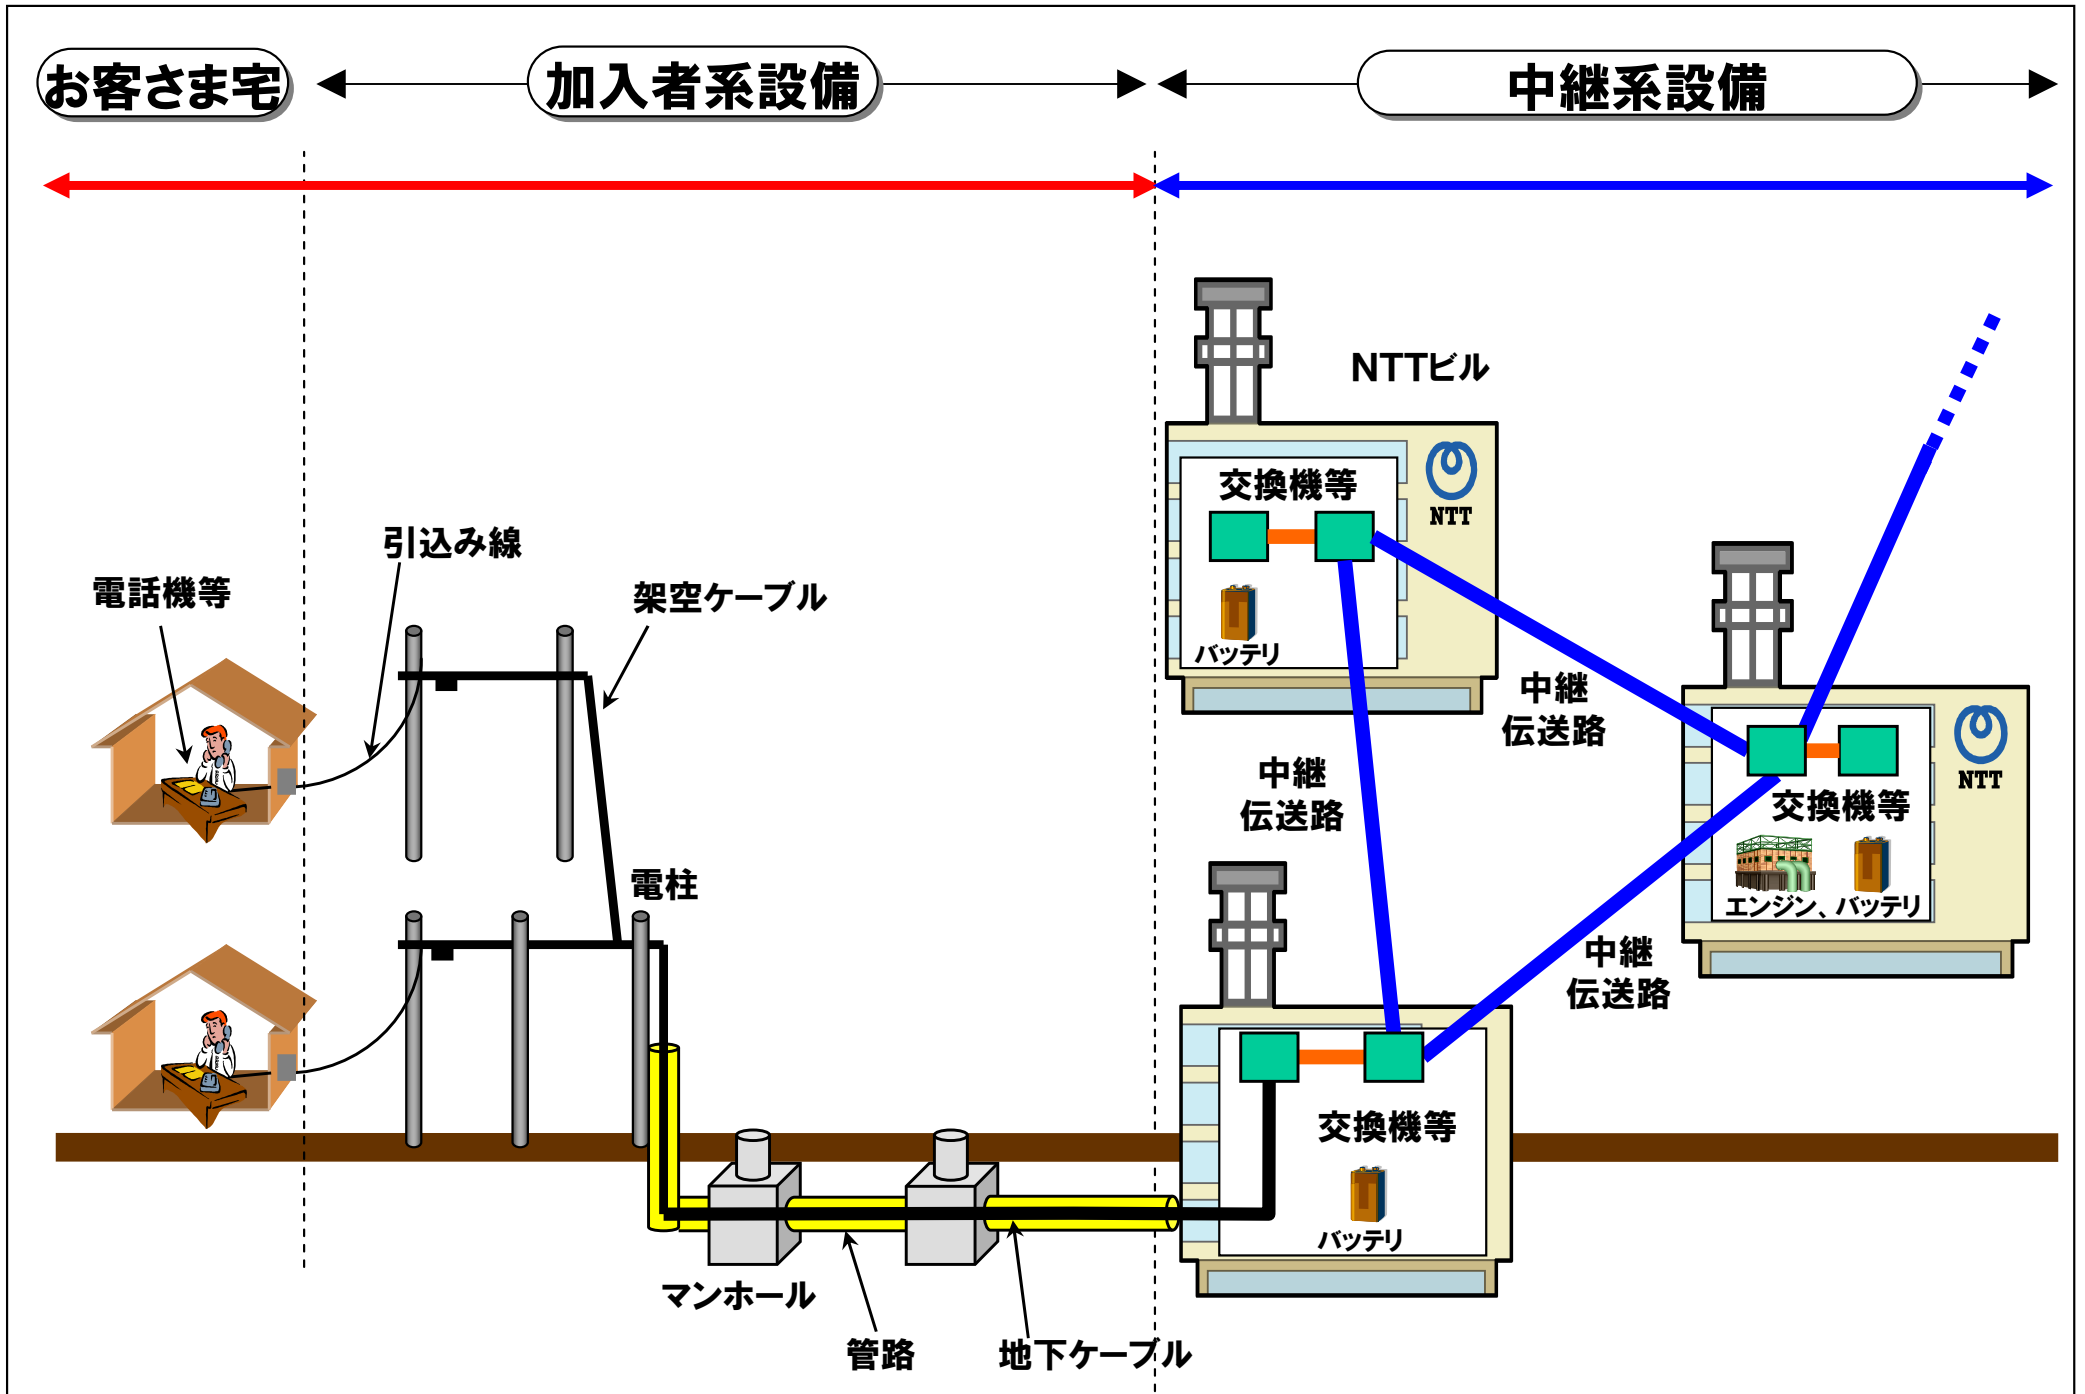 お客さま宅
加入者系設備
中継系設備
NTTビル
交換機等
NTT
バッテリ
引込み線
電話機等
架空ケーブル
中継
伝送路
中継
伝送路
NTT
交換機等
エンジン、バッテリ
電柱
中継
伝送路
交換機等
バッテリ
マンホール
管路
地下ケーブル